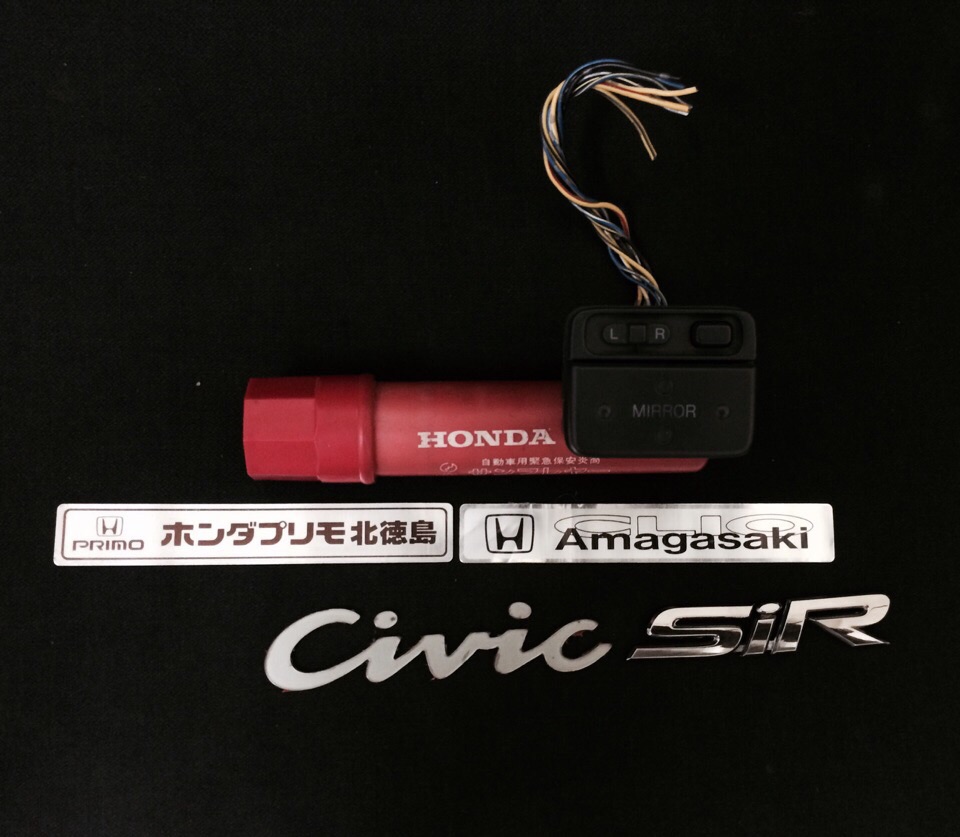 L R
MIRROR
HONDA
自動車用緊急保安炎筒
PRIMO ホンダプリモ北徳島
CLIO
Amagasaki
Civic SiR